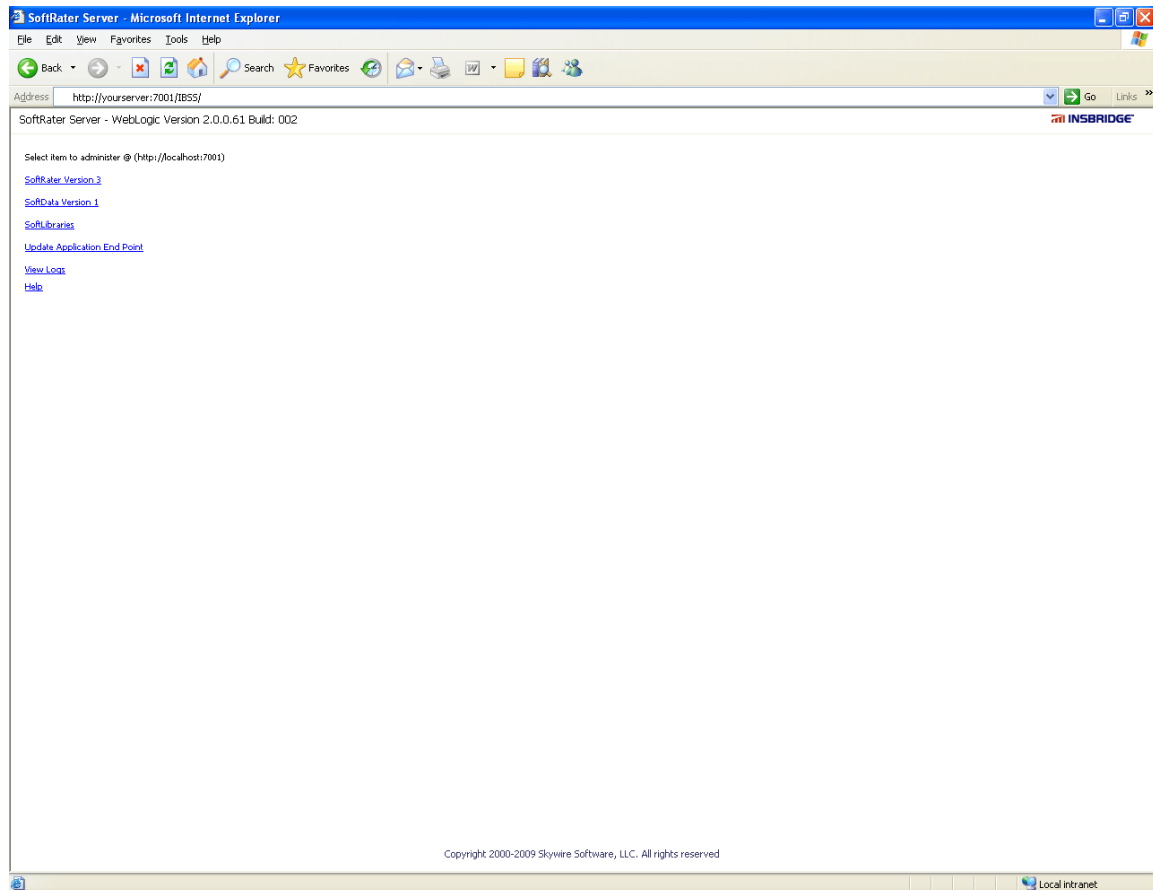 SoftRater Server - Microsoft Internet Explorer
File Edit View Favorites Tools Help
Back Search Favorites
Address http://yourserver:7001/IBSS/ Go Links »
SoftRater Server - WebLogic Version 2.0.0.61 Build: 002 INSBRIDGE
Select item to administer @ (http://localhost:7001)
SoftRater Version 3
SoftData Version 1
SoftLibraries
Update Application End Point
View Logs
Help
Copyright 2000-2009 Skywire Software, LLC. All rights reserved
Local intranet